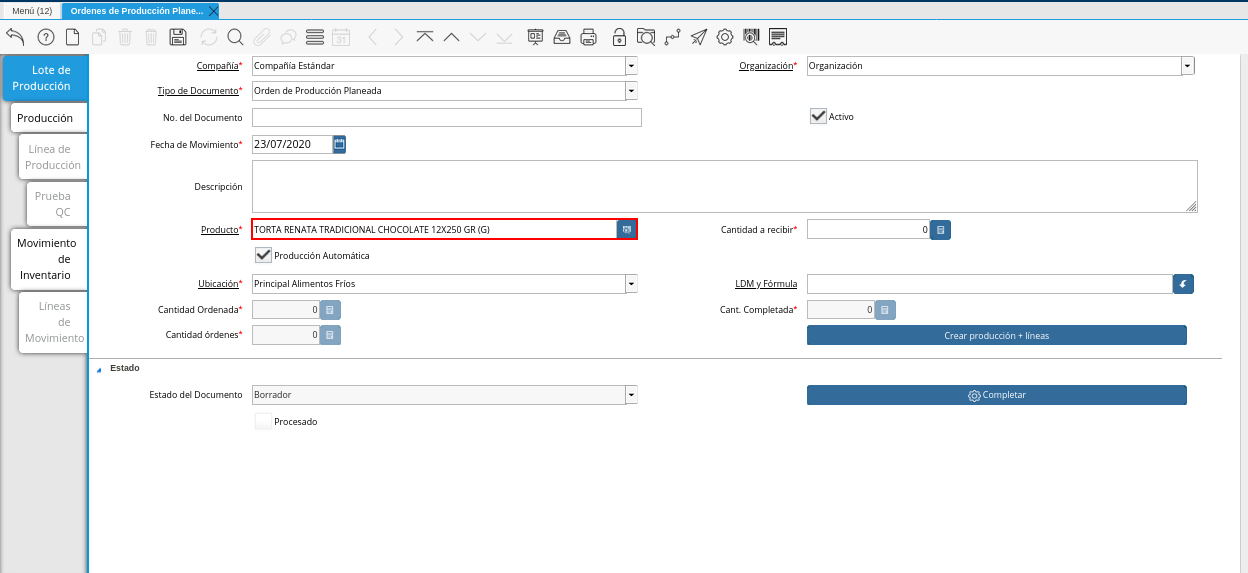 Menú (12)
Ordenes de Producción Plane...
31
Lote de
Producción
Producción
Línea de
Producción
Prueba
QC
Movimiento
de
Inventario
Líneas
de
Movimiento
Compañía* Compañía Estándar
Organización* Organización
Tipo de Documento* Orden de Producción Planeada
No. del Documento
Activo
Fecha de Movimiento* 23/07/2020
Descripción
Producto* TORTA RENATA TRADICIONAL CHOCOLATE 12X250 GR (G)
Cantidad a recibir* 0
Producción Automática
Ubicación* Principal Alimentos Fríos
LDM y Fórmula
Cantidad Ordenada* 0
Cant. Completada* 0
Cantidad órdenes* 0
Crear producción + líneas
Estado
Estado del Documento Borrador
Completar
Procesado